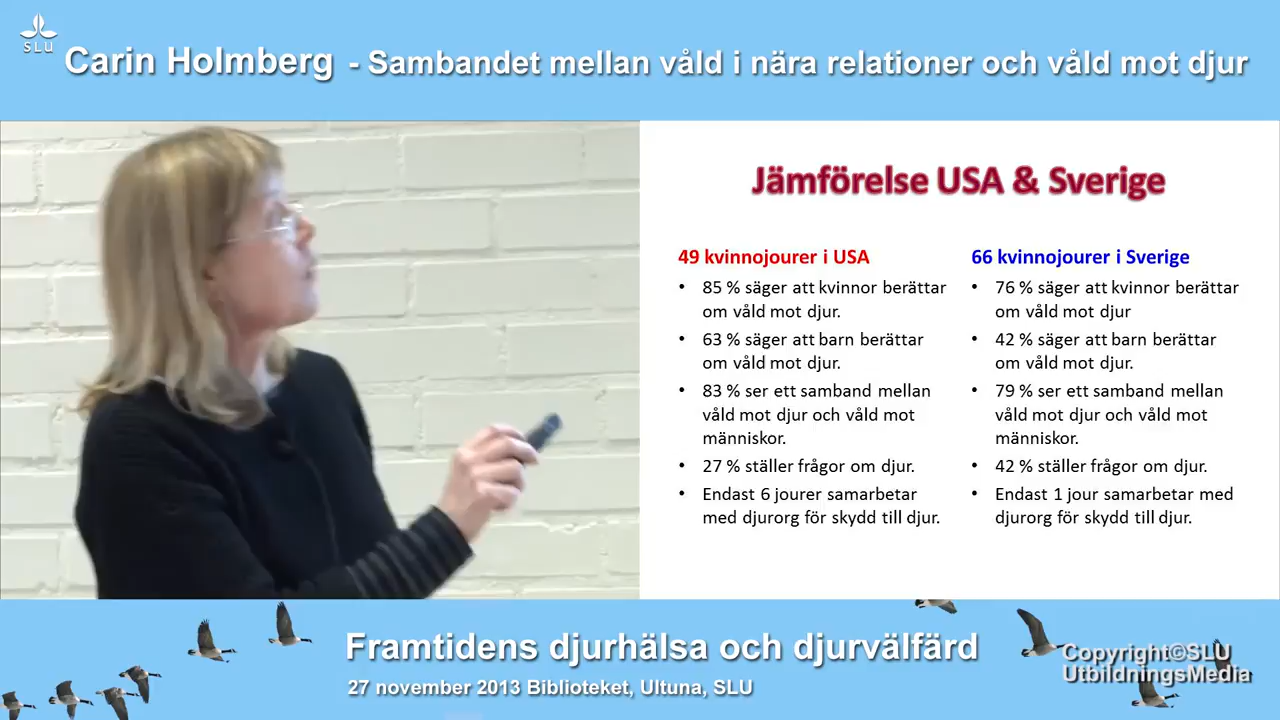 SLU
Carin Holmberg - Sambandet mellan våld i nära relationer och våld mot djur
Jämförelse USA & Sverige
49 kvinnojourer i USA
• 85 % säger att kvinnor berättar
om våld mot djur.
• 63 % säger att barn berättar
om våld mot djur.
• 83 % ser ett samband mellan
våld mot djur och våld mot
människor.
• 27 % ställer frågor om djur.
• Endast 6 jourer samarbetar
med djurorg för skydd till djur.
66 kvinnojourer i Sverige
• 76 % säger att kvinnor berättar
om våld mot djur
• 42 % säger att barn berättar
om våld mot djur.
• 79 % ser ett samband mellan
våld mot djur och våld mot
människor.
• 42 % ställer frågor om djur.
• Endast 1 jour samarbetar med
djurorg för skydd till djur.
Framtidens djurhälsa och djurvälfärd
27 november 2013 Biblioteket, Ultuna, SLU
Copyright©SLU
UtbildningsMedia